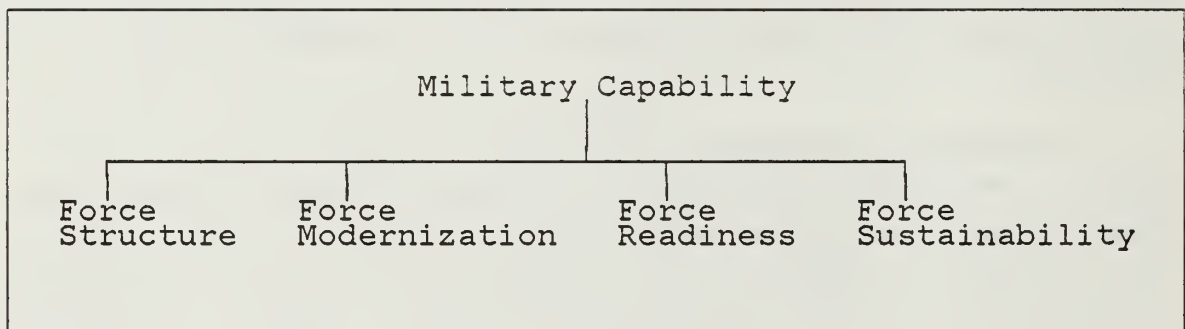 Military Capability
Force Force Force Force
Structure Modernization Readiness Sustainability